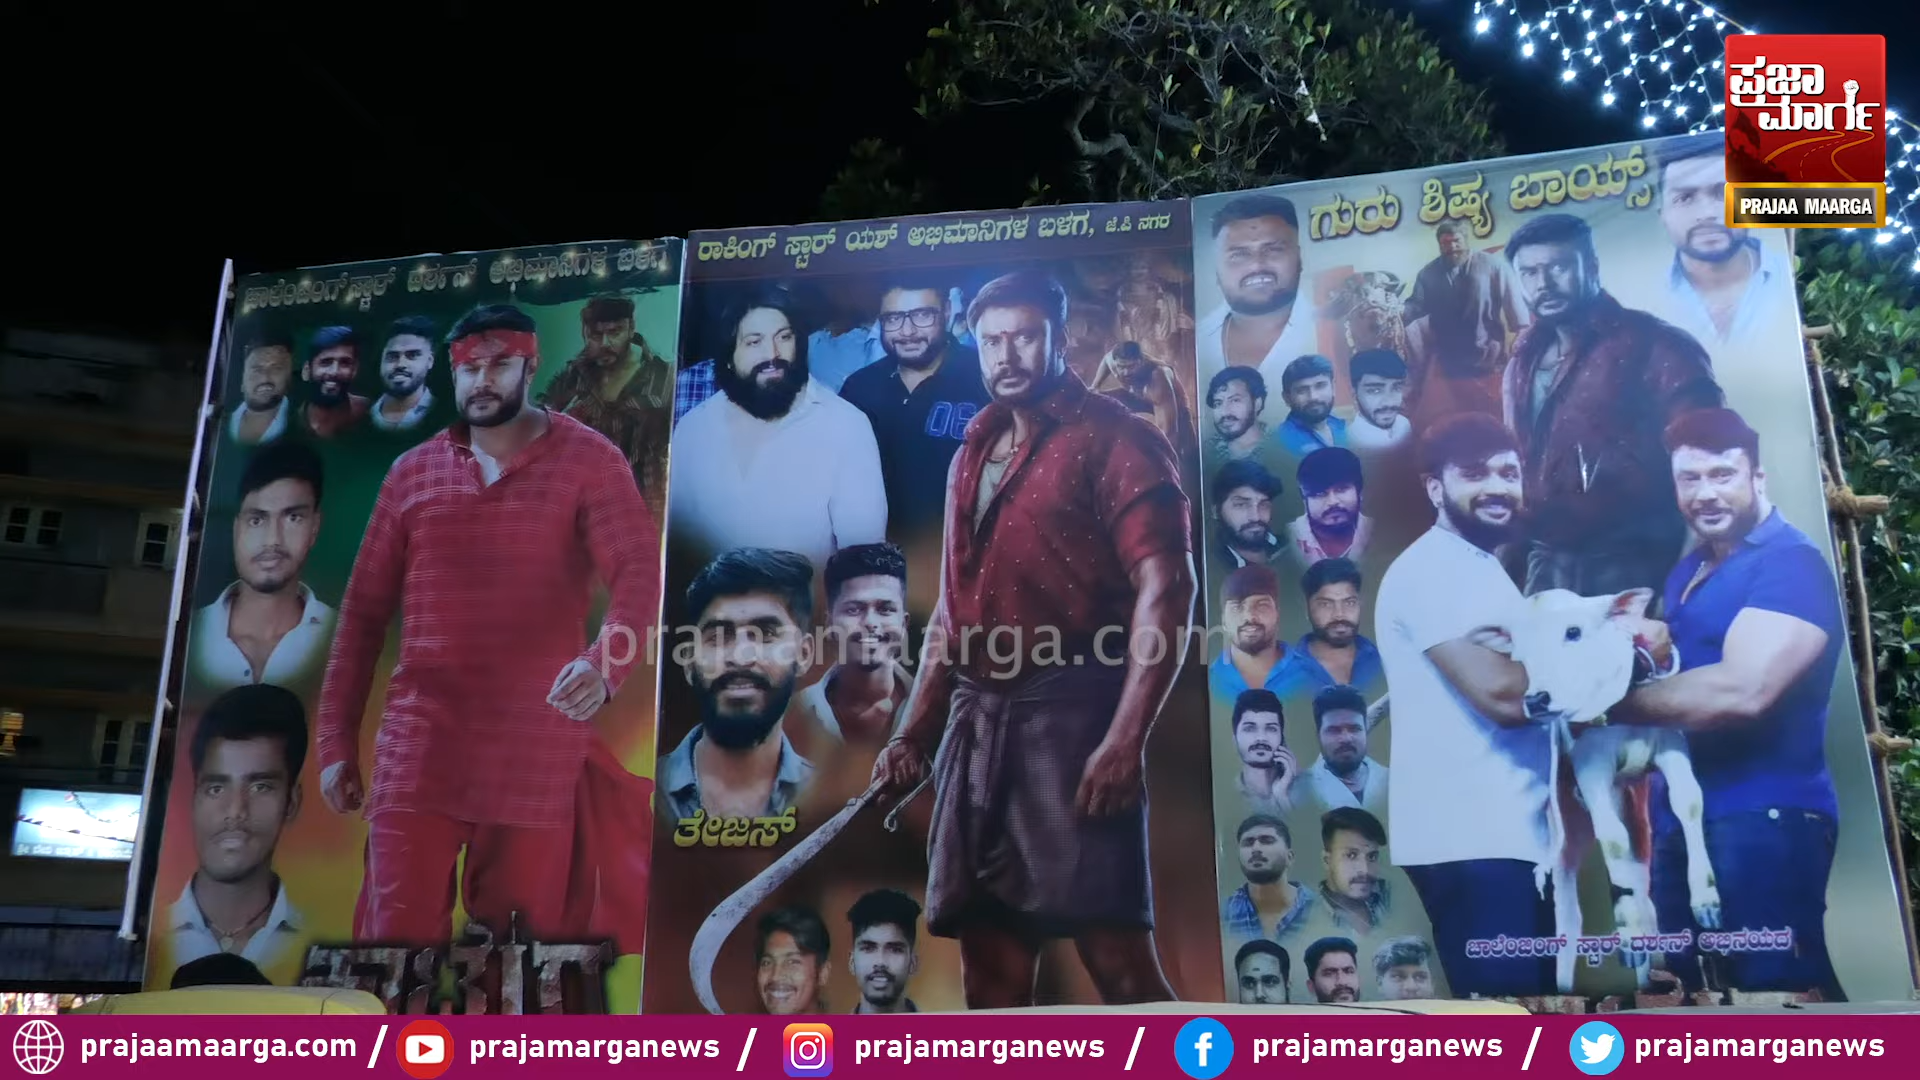 ಪ್ರಜಾ
ಮಾರ್ಗ
PRAJAA MAARGA
ಚಾಲೆಂಜಿಂಗ್ ಸ್ಟಾರ್ ದರ್ಶನ್ ಅಭಿಮಾನಿಗಳ ಬಳಗ
ರಾಕಿಂಗ್ ಸ್ಟಾರ್ ಯಶ್ ಅಭಿಮಾನಿಗಳ ಬಳಗ, ಜೆ.ಪಿ ನಗರ
ಗುರು ಶಿಷ್ಯ ಬಾಯ್ಸ್
06
prajaamaarga.com
ತೇಜಸ್
ಚಾಲೆಂಜಿಂಗ್ ಸ್ಟಾರ್ ದರ್ಶನ್ ಅಭಿನಯದ
ಕಾಟೇರ
prajaamaarga.com / prajamarganews / prajamarganews / prajamarganews / prajamarganews